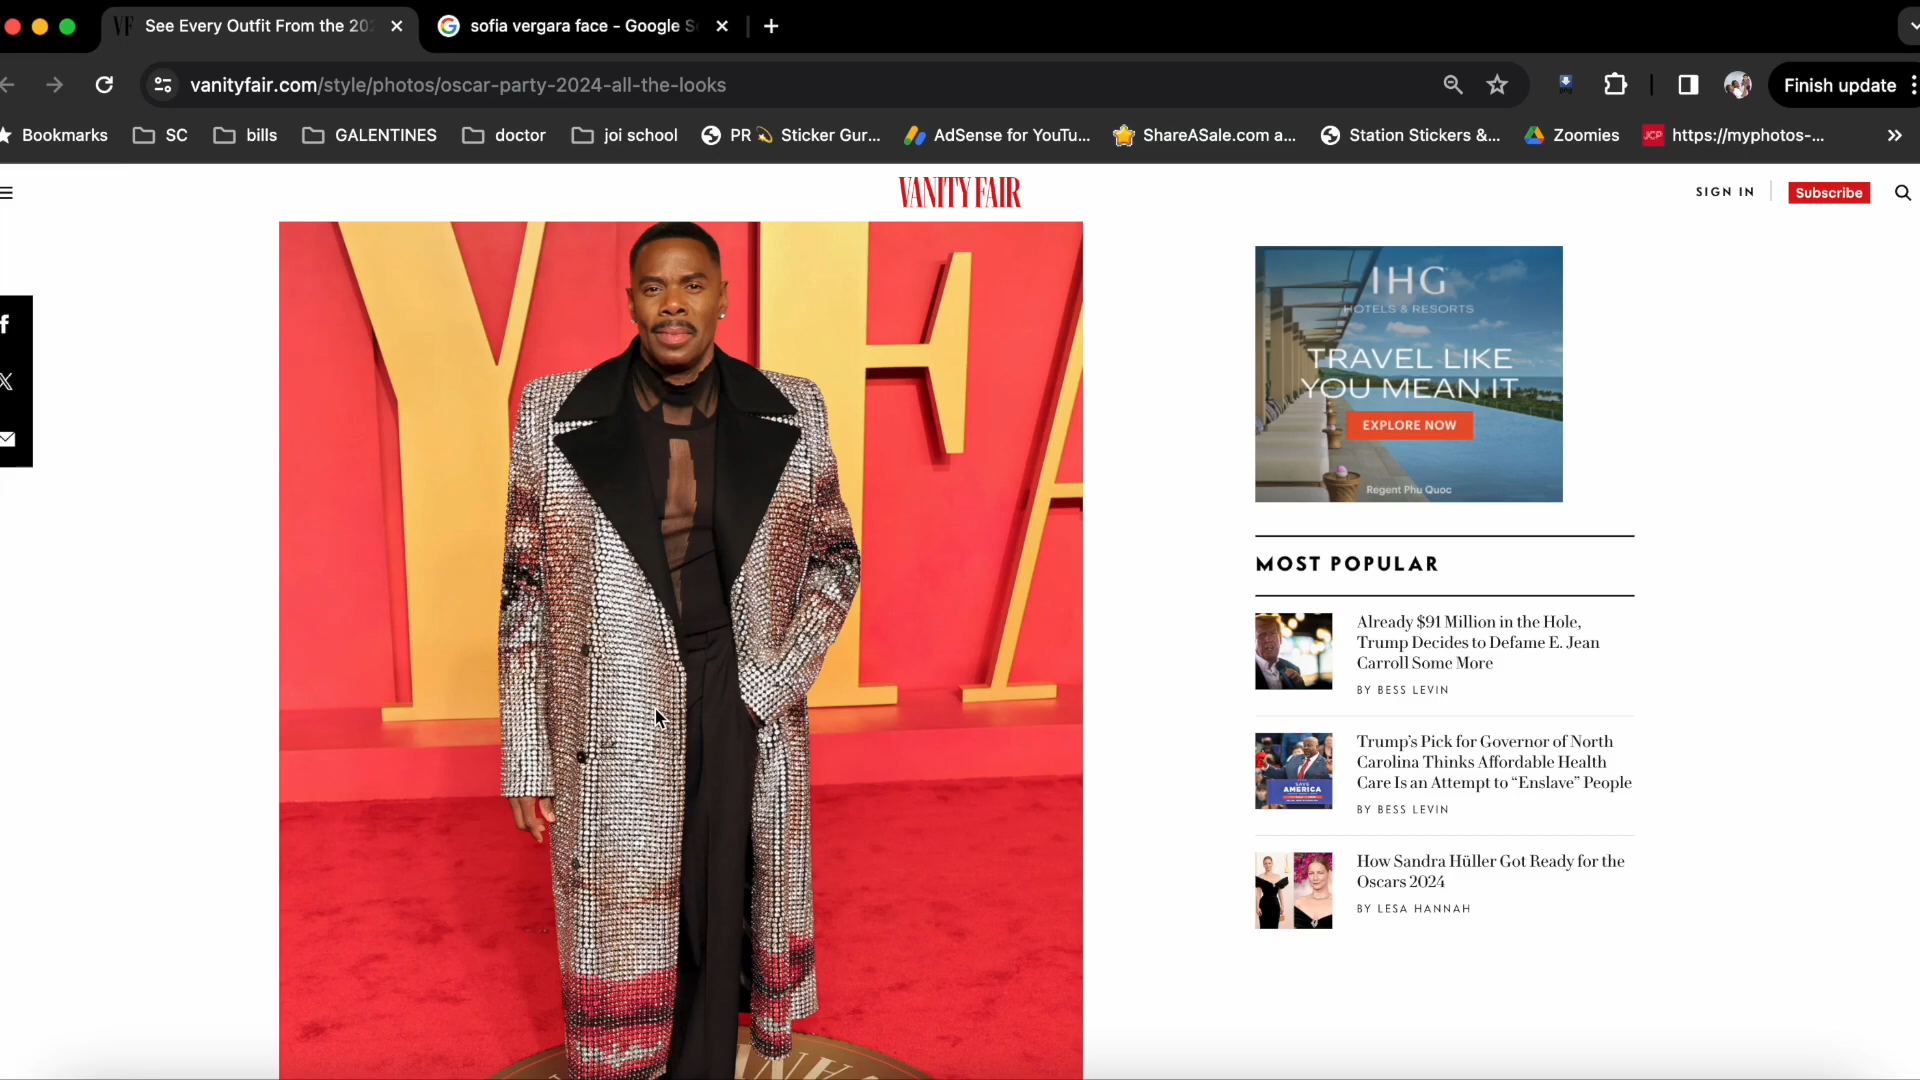 VF See Every Outfit From the 202
sofia vergara face - Google S
vanityfair.com/style/photos/oscar-party-2024-all-the-looks
Finish update
Bookmarks
SC
bills
GALENTINES
doctor
joi school
PR 💫 Sticker Gur...
AdSense for YouTu...
ShareASale.com a...
Station Stickers &...
Zoomies
JCP https://myphotos-...
VANITY FAIR
SIGN IN
Subscribe
Y FA
IHG
HOTELS & RESORTS
TRAVEL LIKE
YOU MEAN IT
EXPLORE NOW
Regent Phu Quoc
MOST POPULAR
Already $91 Million in the Hole,
Trump Decides to Defame E. Jean
Carroll Some More
BY BESS LEVIN
Trump’s Pick for Governor of North
Carolina Thinks Affordable Health
Care Is an Attempt to “Enslave” People
BY BESS LEVIN
AMERICA
How Sandra Hüller Got Ready for the
Oscars 2024
BY LESA HANNAH